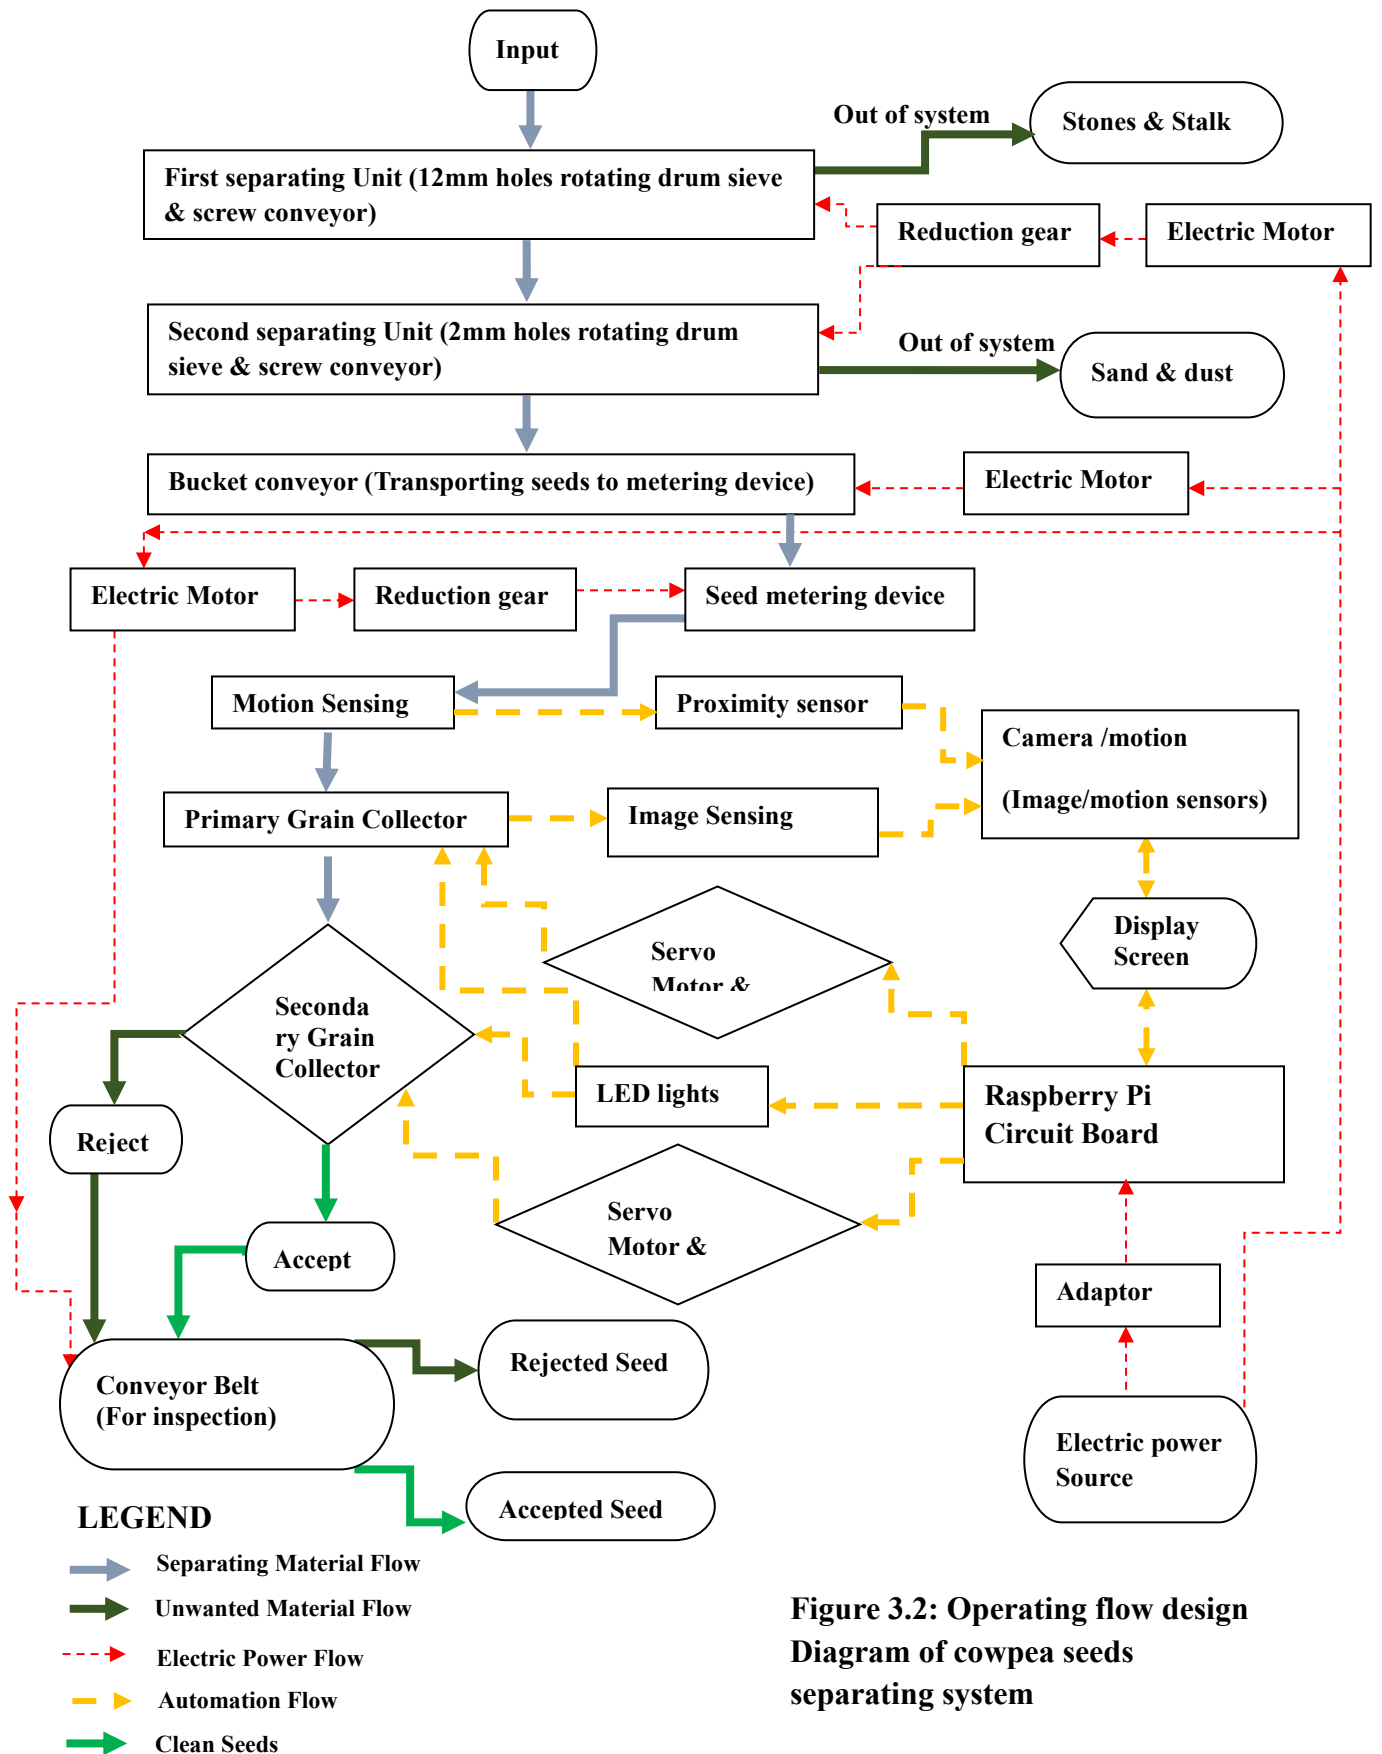 Input
Out of system
Stones & Stalk
First separating Unit (12mm holes rotating drum sieve
& screw conveyor)
Reduction gear
Electric Motor
Second separating Unit (2mm holes rotating drum
sieve & screw conveyor)
Out of system
Sand & dust
Bucket conveyor (Transporting seeds to metering device)
Electric Motor
Electric Motor
Reduction gear
Seed metering device
Motion Sensing
Proximity sensor
Camera /motion
(Image/motion sensors)
Primary Grain Collector
Image Sensing
Servo
Motor &
Display
Screen
Seconda
ry Grain
Collector
LED lights
Raspberry Pi
Circuit Board
Reject
Servo
Motor &
Accept
Adaptor
Conveyor Belt
(For inspection)
Rejected Seed
Electric power
Source
Accepted Seed
LEGEND
Separating Material Flow
Unwanted Material Flow
Electric Power Flow
Automation Flow
Clean Seeds
Figure 3.2: Operating flow design
Diagram of cowpea seeds
separating system